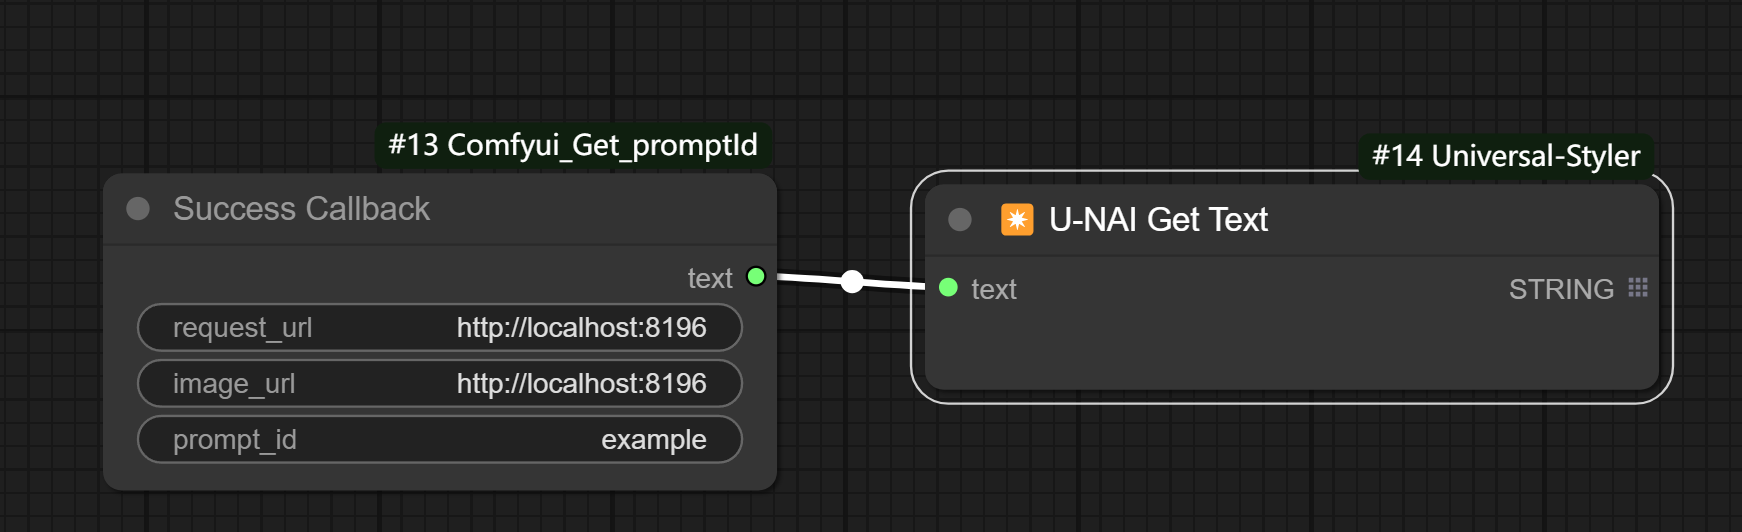 #13 Comfyui_Get_promptId
Success Callback
text
request_url http://localhost:8196
image_url http://localhost:8196
prompt_id example
#14 Universal-Styler
U-NAI Get Text
text STRING